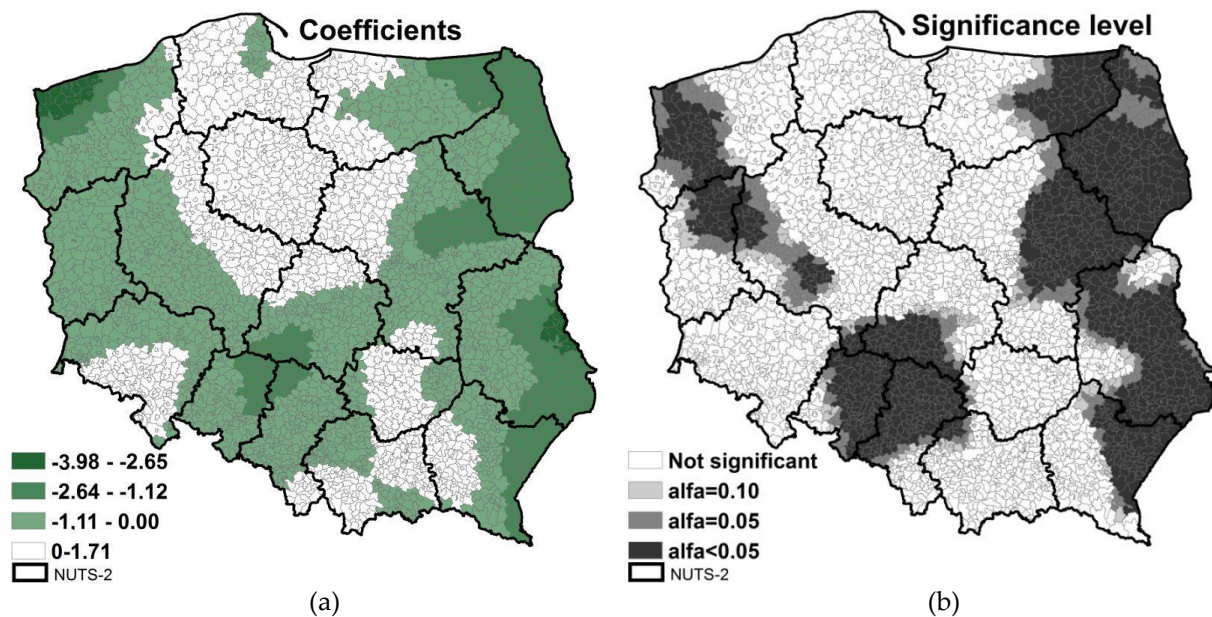 Coefficients
-3.98 - -2.65
-2.64 - -1.12
-1,11 - 0.00
0-1.71
NUTS-2
(a)
Significance level
Not significant
alfa=0.10
alfa=0.05
alfa<0.05
NUTS-2
(b)